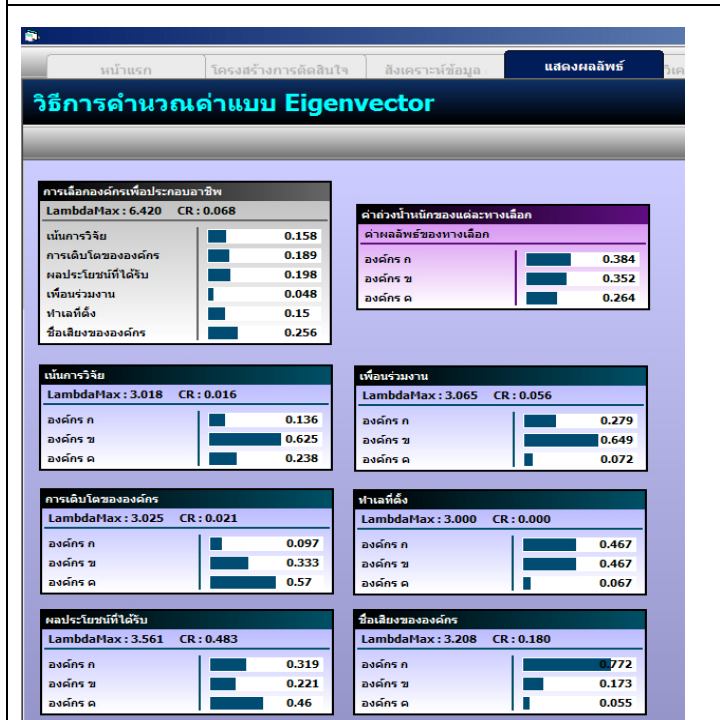 หน้าแรก
โครงสร้างการตัดสินใจ
สังเคราะห์ข้อมูล
แสดงผลลัพธ์
วิธีการคำนวณค่าแบบ Eigenvector
การเลือกองค์กรเพื่อประกอบอาชีพ
LambdaMax : 6.420 CR : 0.068
เน้นการวิจัย 0.158
การเติบโตขององค์กร 0.189
ผลประโยชน์ที่ได้รับ 0.198
เพื่อนร่วมงาน 0.048
ทำเลที่ตั้ง 0.15
ชื่อเสียงขององค์กร 0.256
ค่าถ่วงน้ำหนักของแต่ละทางเลือก
ค่าผลลัพธ์ของทางเลือก
องค์กร ก 0.384
องค์กร ข 0.352
องค์กร ค 0.264
เน้นการวิจัย
LambdaMax : 3.018 CR : 0.016
องค์กร ก 0.136
องค์กร ข 0.625
องค์กร ค 0.238
เพื่อนร่วมงาน
LambdaMax : 3.065 CR : 0.056
องค์กร ก 0.279
องค์กร ข 0.649
องค์กร ค 0.072
การเติบโตขององค์กร
LambdaMax : 3.025 CR : 0.021
องค์กร ก 0.097
องค์กร ข 0.333
องค์กร ค 0.57
ทำเลที่ตั้ง
LambdaMax : 3.000 CR : 0.000
องค์กร ก 0.467
องค์กร ข 0.467
องค์กร ค 0.067
ผลประโยชน์ที่ได้รับ
LambdaMax : 3.561 CR : 0.483
องค์กร ก 0.319
องค์กร ข 0.221
องค์กร ค 0.46
ชื่อเสียงขององค์กร
LambdaMax : 3.208 CR : 0.180
องค์กร ก 0.772
องค์กร ข 0.173
องค์กร ค 0.055